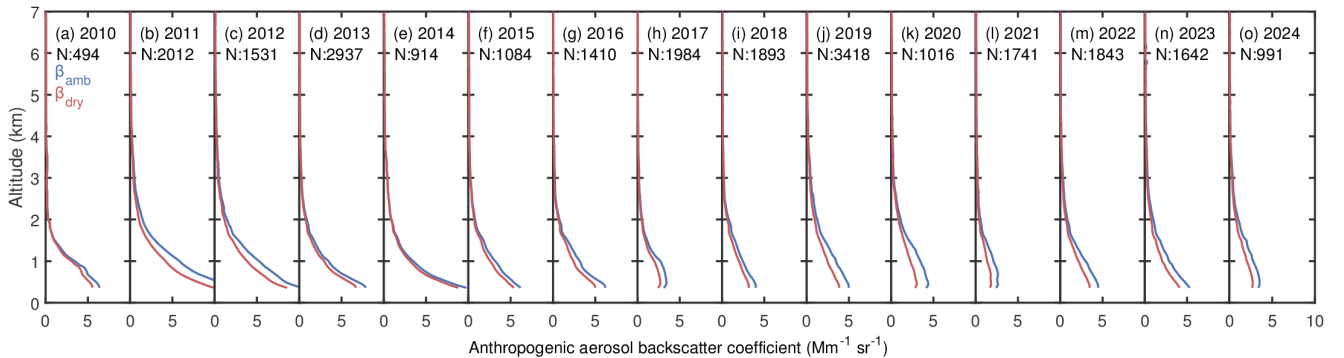 7
6
5
4
3
2
1
0
Altitude (km)
(a) 2010
N:494
β_amb
β_dry
(b) 2011
N:2012
(c) 2012
N:1531
(d) 2013
N:2937
(e) 2014
N:914
(f) 2015
N:1084
(g) 2016
N:1410
(h) 2017
N:1984
(i) 2018
N:1893
(j) 2019
N:3418
(k) 2020
N:1016
(l) 2021
N:1741
(m) 2022
N:1843
(n) 2023
N:1642
(o) 2024
N:991
0 5 0 5 0 5 0 5 0 5 0 5 0 5 0 5 0 5 0 5 0 5 0 5 0 5 0 5 0 5 10
Anthropogenic aerosol backscatter coefficient (Mm⁻¹ sr⁻¹)